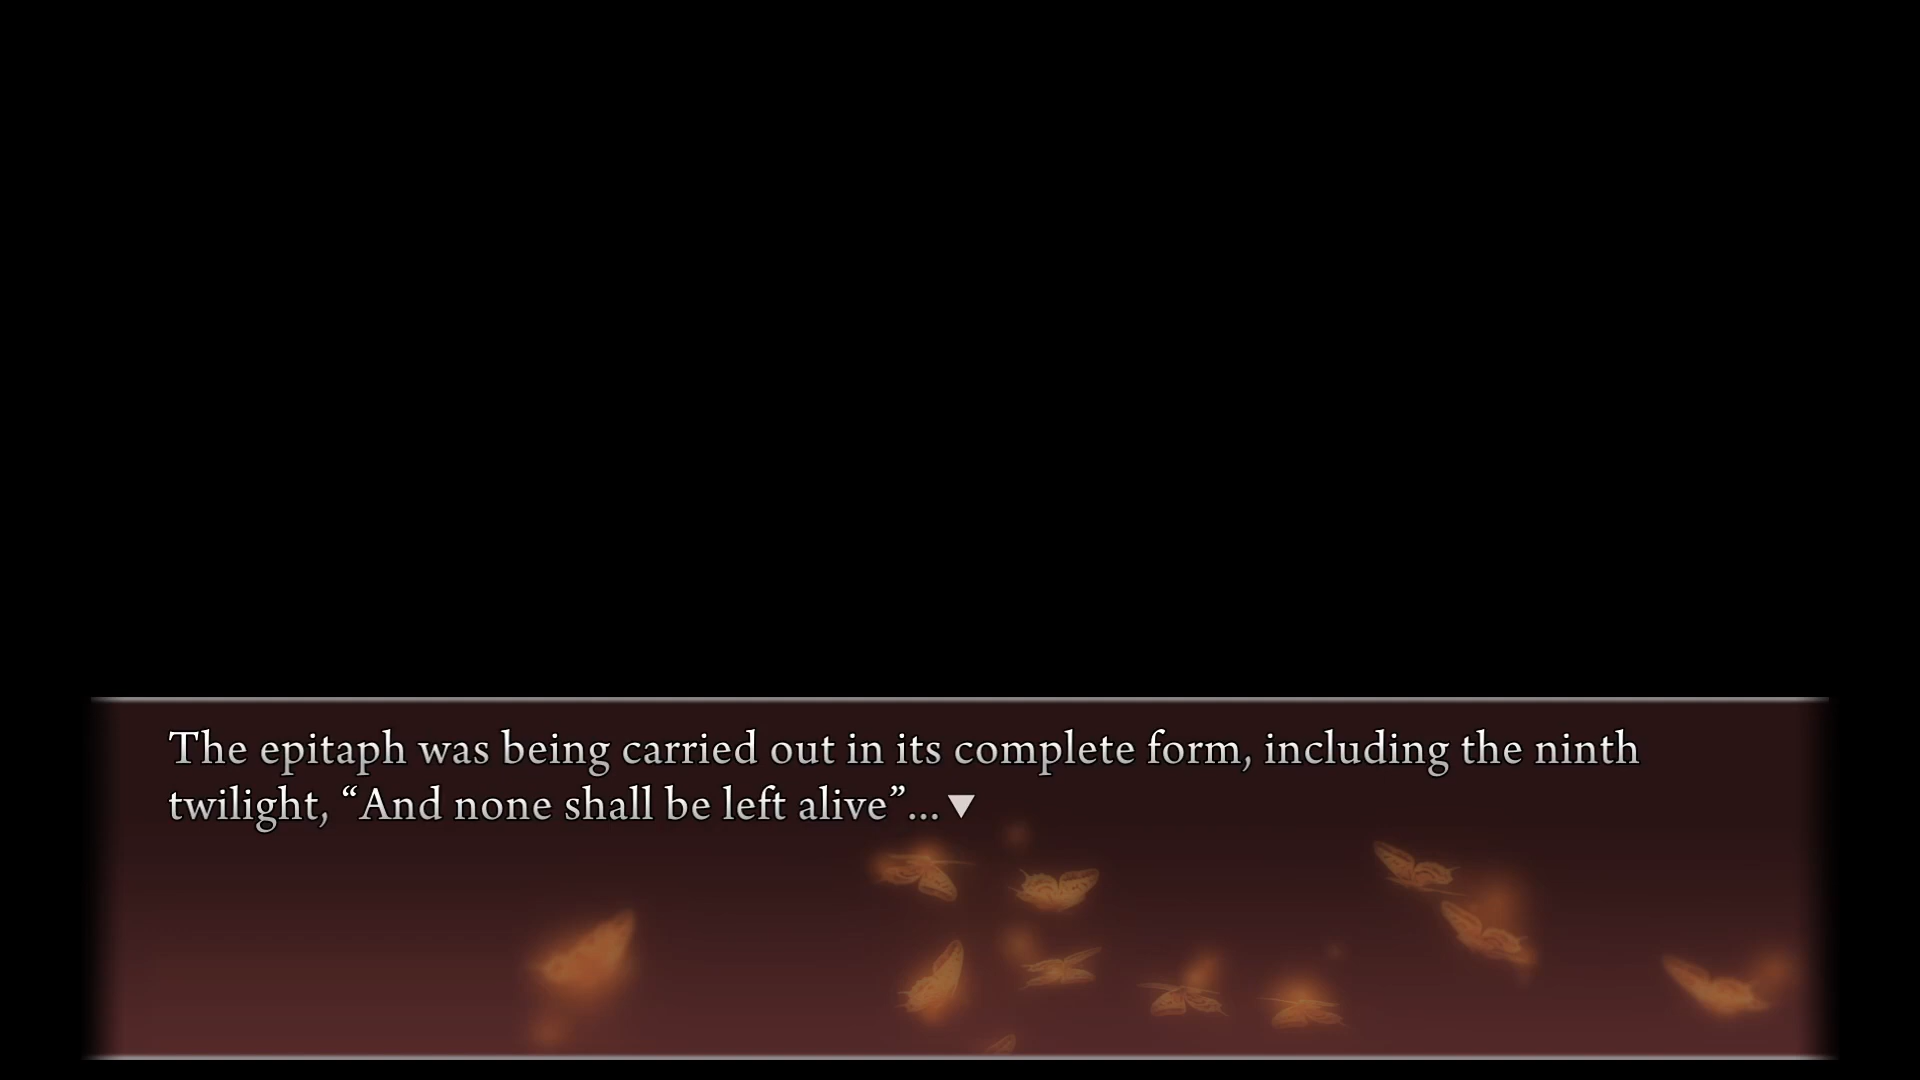 The epitaph was being carried out in its complete form, including the ninth
twilight, “And none shall be left alive”...